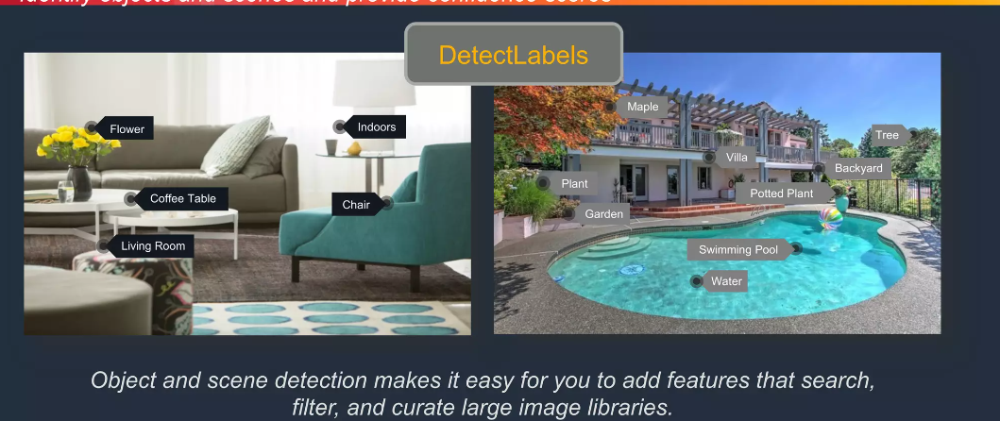 Identify objects and scenes and provide confidence scores
DetectLabels
Flower
Indoors
Coffee Table
Chair
Living Room
Maple
Tree
Villa
Backyard
Plant
Potted Plant
Garden
Swimming Pool
Water
Object and scene detection makes it easy for you to add features that search,
filter, and curate large image libraries.